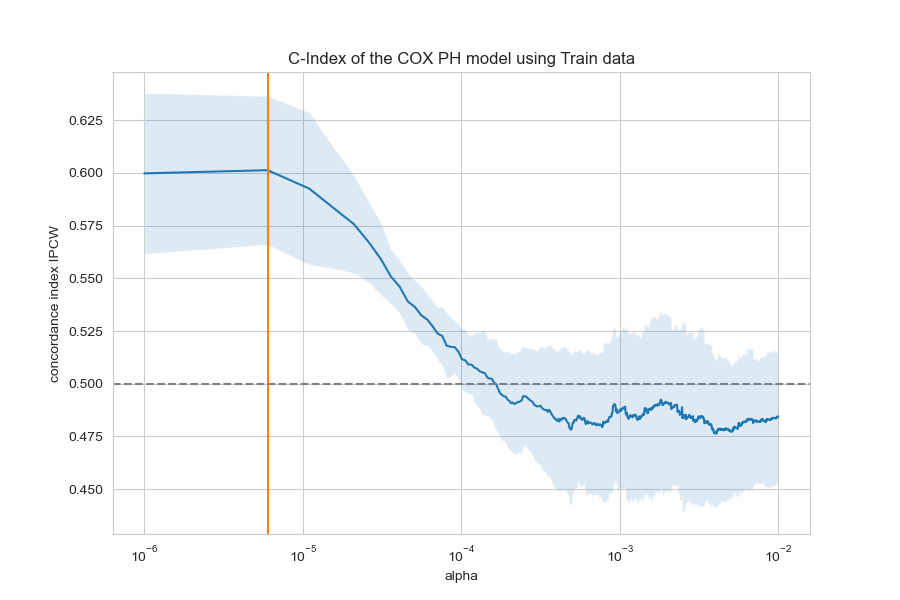 C-Index of the COX PH model using Train data
concordance index IPCW
0.625
0.600
0.575
0.550
0.525
0.500
0.475
0.450
10⁻⁶ 10⁻⁵ 10⁻⁴ 10⁻³ 10⁻²
alpha